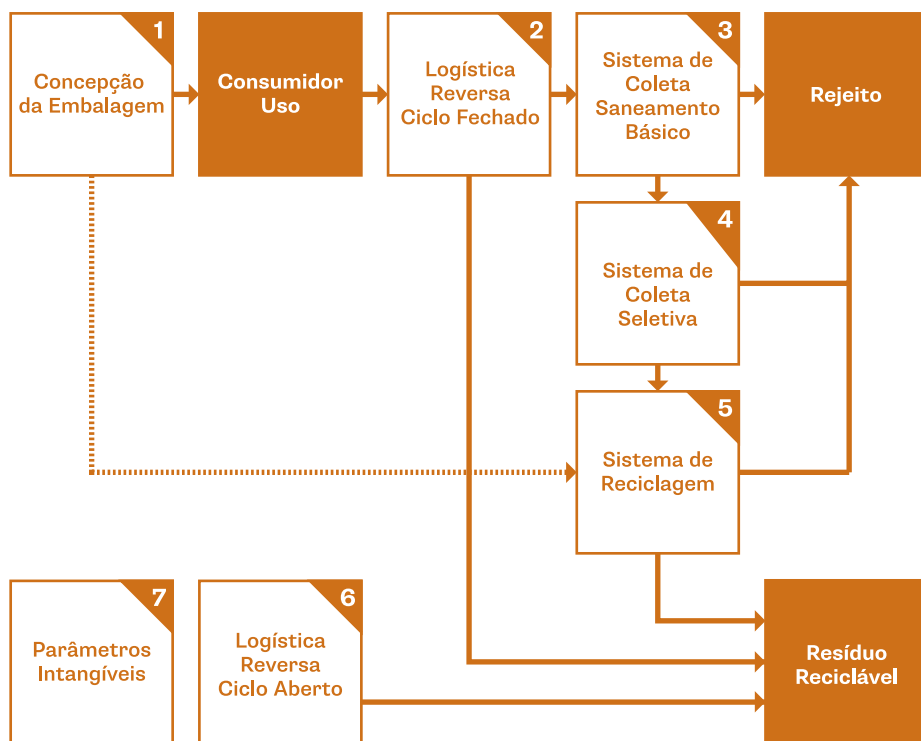 1
Concepção
da Embalagem
Consumidor
Uso
2
Logística
Reversa
Ciclo Fechado
3
Sistema de
Coleta
Saneamento
Básico
Rejeito
4
Sistema de
Coleta
Seletiva
5
Sistema de
Reciclagem
7
Parâmetros
Intangíveis
6
Logística
Reversa
Ciclo Aberto
Resíduo
Reciclável